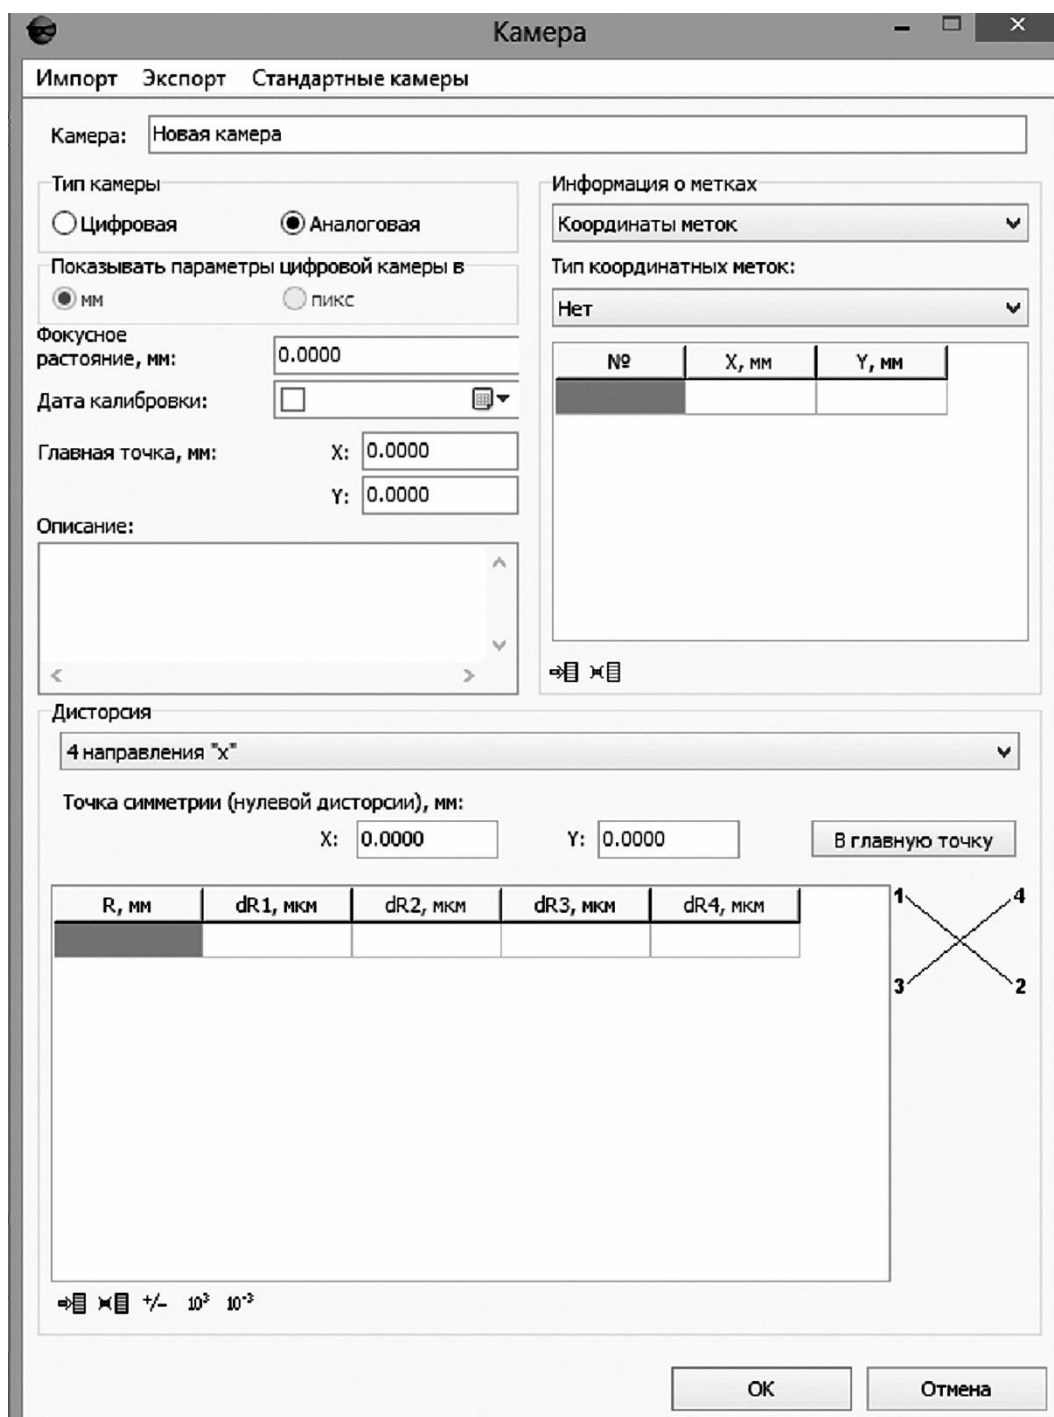 Камера
Импорт Экспорт Стандартные камеры
Камера: Новая камера
Тип камеры
Цифровая Аналоговая
Показывать параметры цифровой камеры в
мм пикс
Фокусное
растояние, мм: 0.0000
Дата калибровки:
Главная точка, мм: X: 0.0000
Y: 0.0000
Описание:
Информация о метках
Координаты меток
Тип координатных меток:
Нет
№ X, мм Y, мм
Дисторсия
4 направления "x"
Точка симметрии (нулевой дисторсии), мм:
X: 0.0000 Y: 0.0000 В главную точку
R, мм dR1, мкм dR2, мкм dR3, мкм dR4, мкм
1 4
3 2
+/- 10³ 10⁻³
OK Отмена